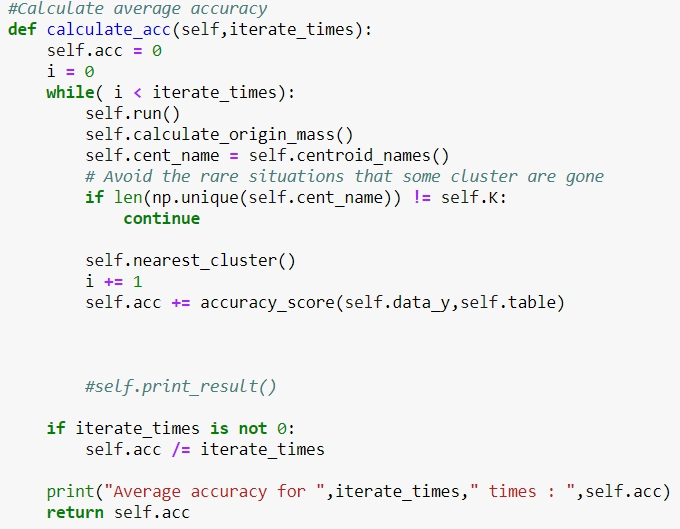 #Calculate average accuracy
def calculate_acc(self,iterate_times):
    self.acc = 0
    i = 0
    while( i < iterate_times):
        self.run()
        self.calculate_origin_mass()
        self.cent_name = self.centroid_names()
        # Avoid the rare situations that some cluster are gone
        if len(np.unique(self.cent_name)) != self.K:
            continue

        self.nearest_cluster()
        i += 1
        self.acc += accuracy_score(self.data_y,self.table)



        #self.print_result()

    if iterate_times is not 0:
        self.acc /= iterate_times

    print("Average accuracy for ",iterate_times," times : ",self.acc)
    return self.acc